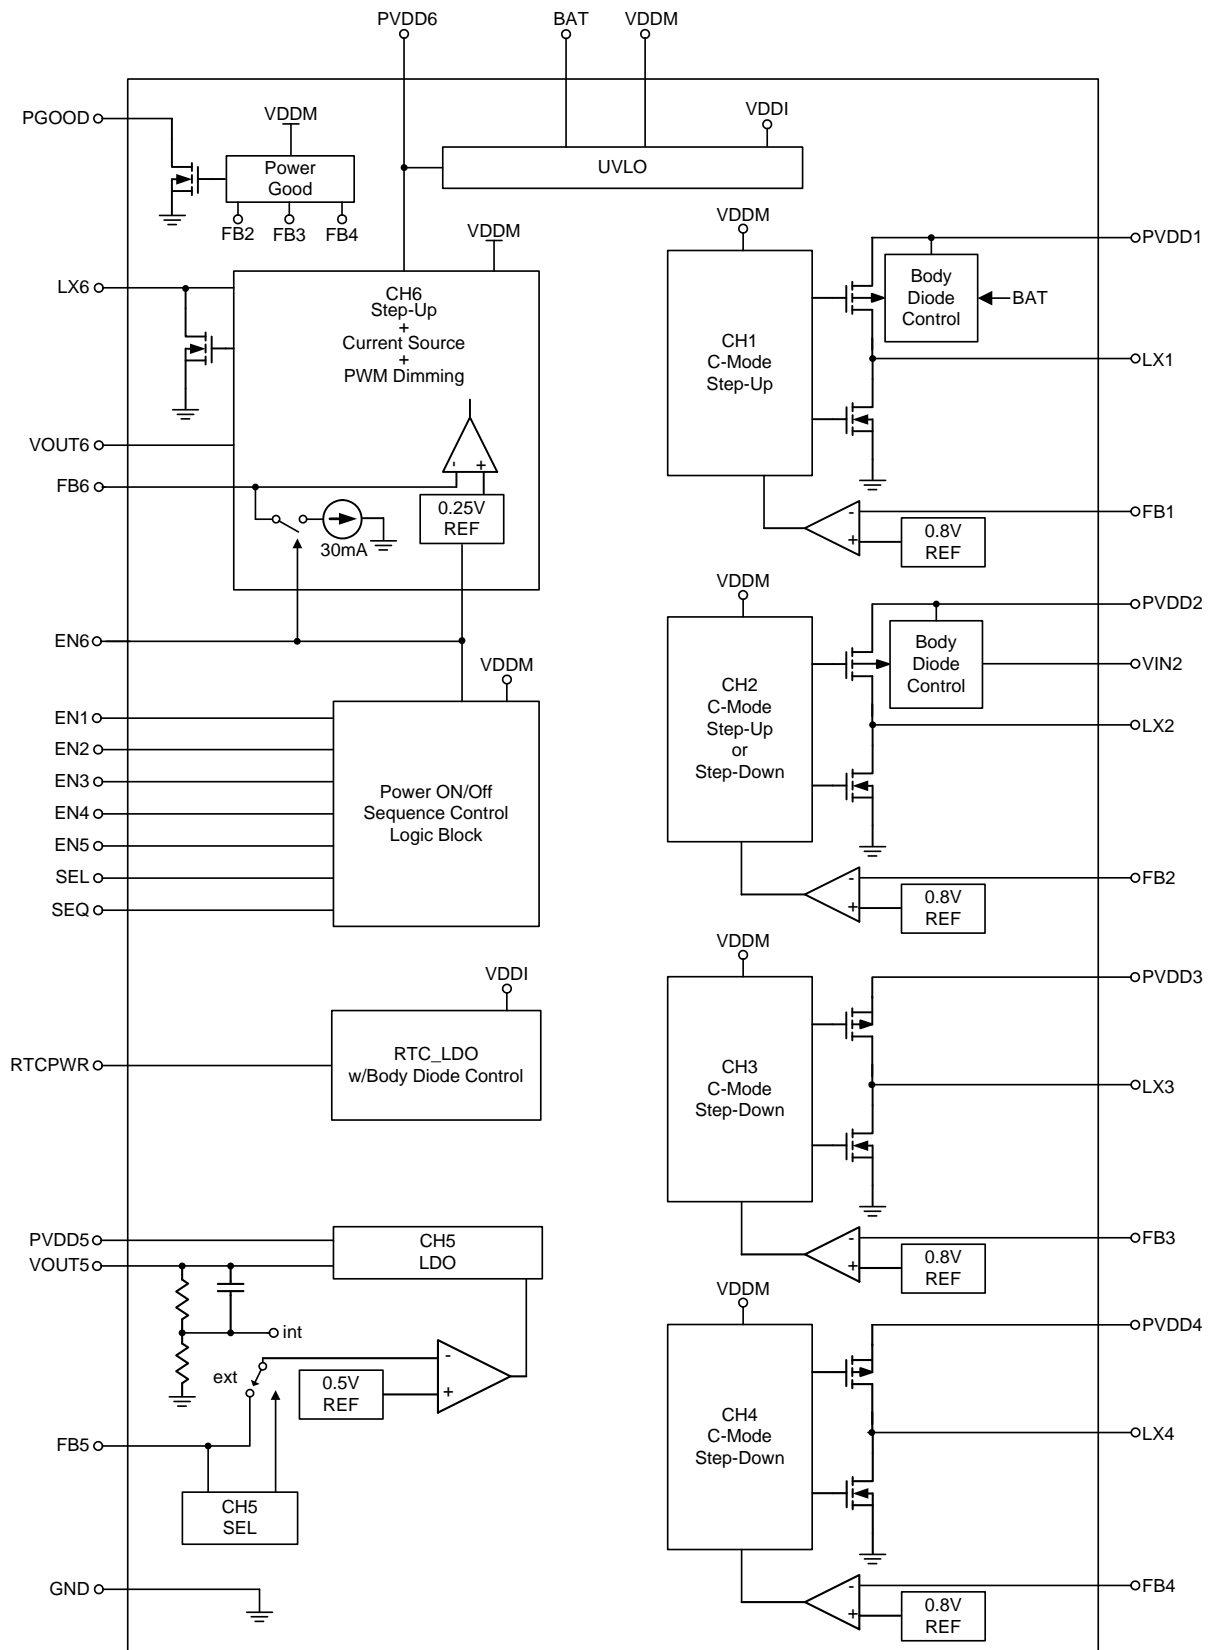 PVDD6
BAT
VDDM
PGOOD
VDDM
Power
Good
FB2
FB3
FB4
VDDI
UVLO
VDDM
LX6
CH6
Step-Up
+
Current Source
+
PWM Dimming
VOUT6
FB6
-
+
0.25V
REF
30mA
EN6
VDDM
EN1
EN2
EN3
EN4
EN5
SEL
SEQ
Power ON/Off
Sequence Control
Logic Block
VDDI
RTCPWR
RTC_LDO
w/Body Diode Control
PVDD5
VOUT5
CH5
LDO
int
ext
-
+
0.5V
REF
FB5
CH5
SEL
GND
VDDM
PVDD1
Body
Diode
Control
BAT
CH1
C-Mode
Step-Up
LX1
FB1
-
+
0.8V
REF
VDDM
PVDD2
Body
Diode
Control
VIN2
CH2
C-Mode
Step-Up
or
Step-Down
LX2
FB2
-
+
0.8V
REF
VDDM
PVDD3
CH3
C-Mode
Step-Down
LX3
FB3
-
+
0.8V
REF
VDDM
PVDD4
CH4
C-Mode
Step-Down
LX4
FB4
-
+
0.8V
REF